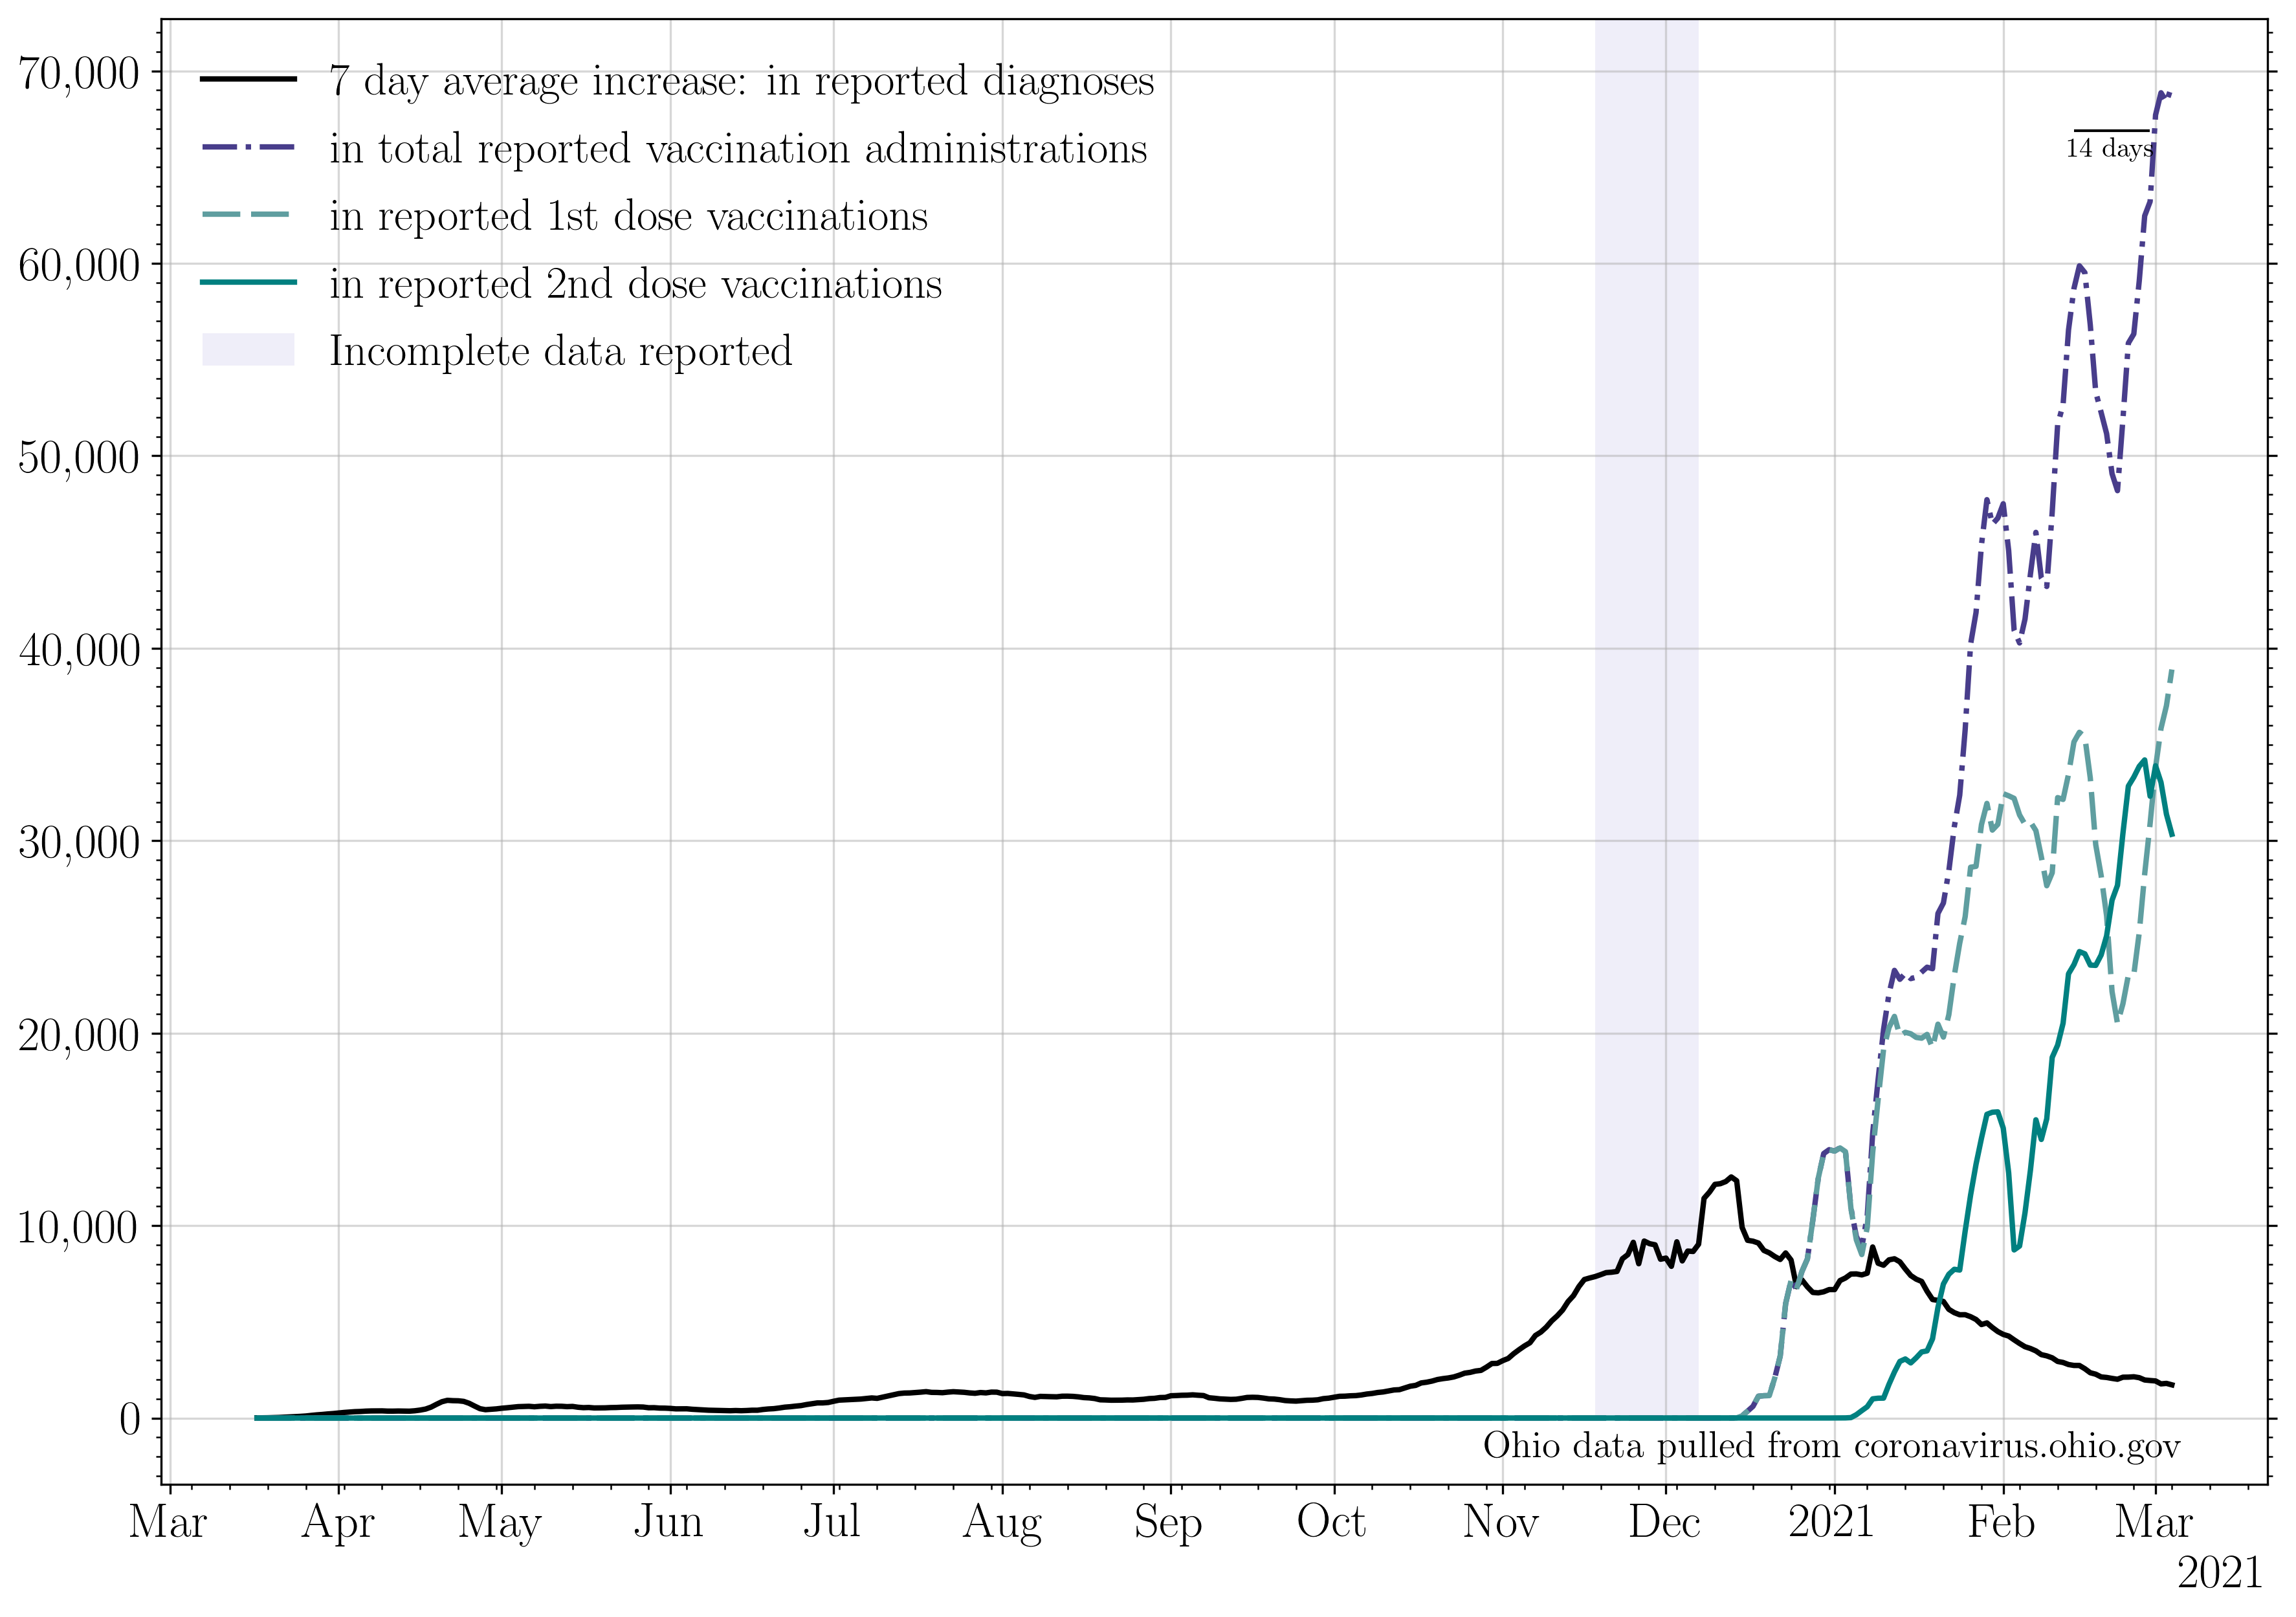 70,000
60,000
50,000
40,000
30,000
20,000
10,000
0
7 day average increase: in reported diagnoses
in total reported vaccination administrations
in reported 1st dose vaccinations
in reported 2nd dose vaccinations
Incomplete data reported
14 days
Ohio data pulled from coronavirus.ohio.gov
Mar Apr May Jun Jul Aug Sep Oct Nov Dec 2021 Feb Mar
2021